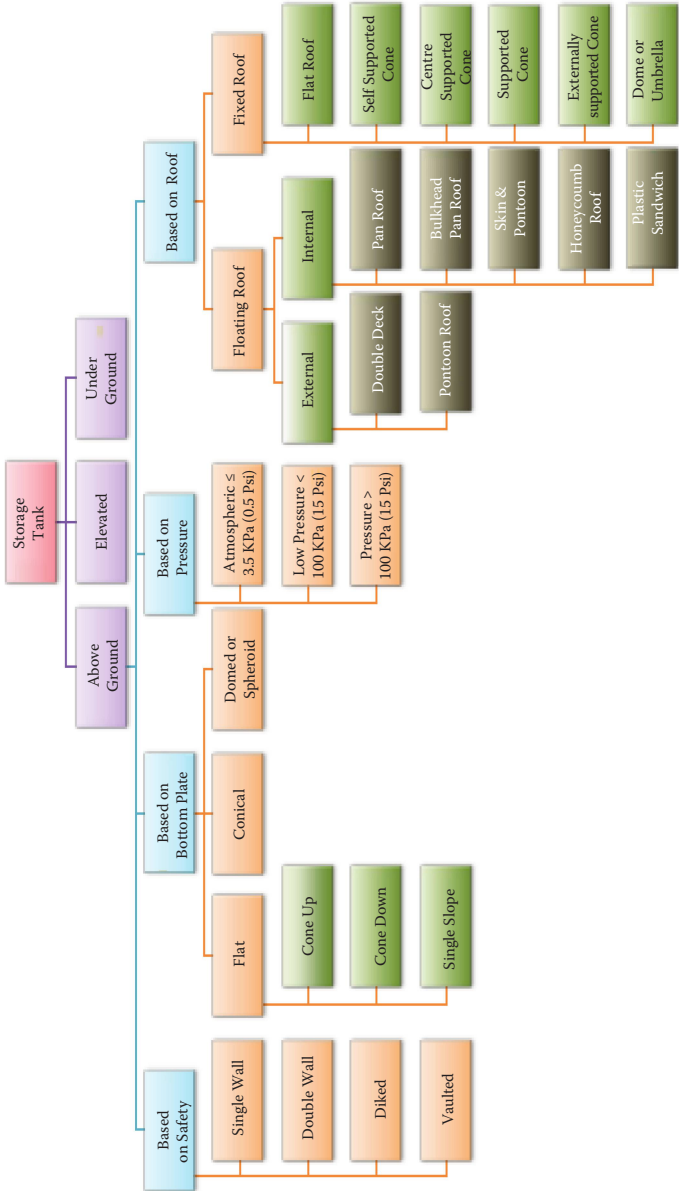 Storage
Tank
Above
Ground
Elevated
Under
Ground
Based
on Safety
Single Wall
Double Wall
Diked
Vaulted
Based on
Bottom Plate
Flat
Cone Up
Cone Down
Single Slope
Conical
Domed or
Spheroid
Based on
Pressure
Atmospheric ≤
3.5 KPa (0.5 Psi)
Low Pressure <
100 KPa (15 Psi)
Pressure >
100 KPa (15 Psi)
Based on Roof
Floating Roof
External
Double Deck
Pontoon Roof
Internal
Pan Roof
Bulkhead
Pan Roof
Skin &
Pontoon
Honeycomb
Roof
Plastic
Sandwich
Fixed Roof
Flat Roof
Self Supported
Cone
Centre
Supported
Cone
Supported
Cone
Externally
supported Cone
Dome or
Umbrella